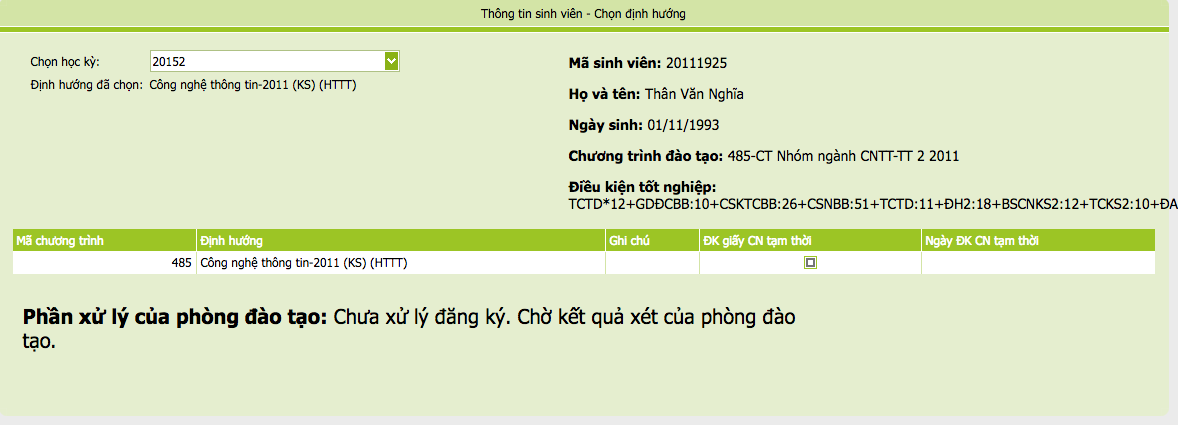 Thông tin sinh viên - Chọn định hướng
Chọn học kỳ: 20152
Định hướng đã chọn: Công nghệ thông tin-2011 (KS) (HTTT)
Mã sinh viên: 20111925
Họ và tên: Thân Văn Nghĩa
Ngày sinh: 01/11/1993
Chương trình đào tạo: 485-CT Nhóm ngành CNTT-TT 2 2011
Điều kiện tốt nghiệp:
TCTD*12+GDĐCBB:10+CSKTCBB:26+CSNBB:51+TCTD:11+ĐH2:18+BSCNKS2:12+TCKS2:10+ĐA
Mã chương trình Định hướng Ghi chú ĐK giấy CN tạm thời Ngày ĐK CN tạm thời
485 Công nghệ thông tin-2011 (KS) (HTTT)
Phần xử lý của phòng đào tạo: Chưa xử lý đăng ký. Chờ kết quả xét của phòng đào
tạo.